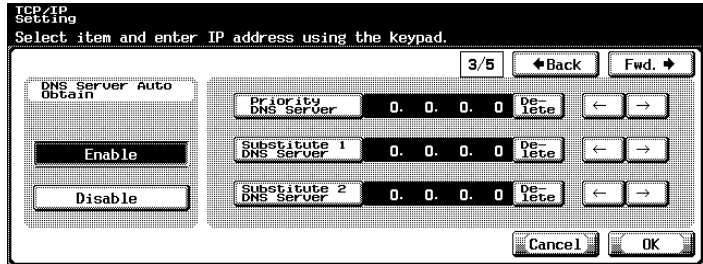 TCP/IP
Setting
Select item and enter IP address using the keypad.
3/5
←Back
Fwd. →
DNS Server Auto
Obtain
Enable
Disable
Priority
DNS Server
0. 0. 0. 0
De-
lete
← →
Substitute 1
DNS Server
0. 0. 0. 0
De-
lete
← →
Substitute 2
DNS Server
0. 0. 0. 0
De-
lete
← →
Cancel
OK